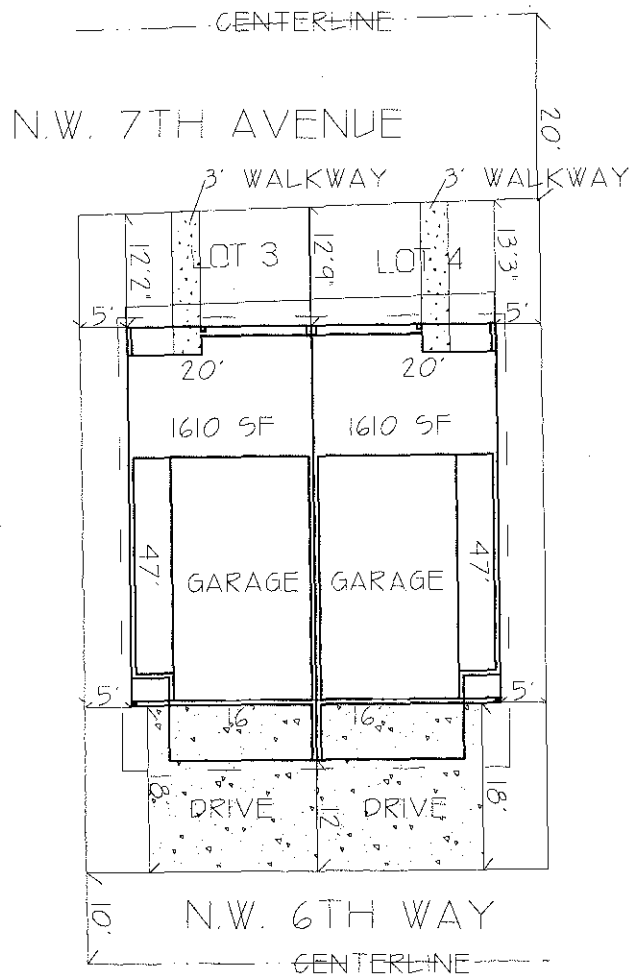 CENTERLINE
20'
N.W. 7TH AVENUE
3' WALKWAY 3' WALKWAY
12'2" LOT 3 12'9" LOT 4 13'3"
5' 5'
20' 20'
1610 SF 1610 SF
47' GARAGE GARAGE 47'
5' 5'
16' 16'
18' DRIVE 12' DRIVE 18'
10' N.W. 6TH WAY
CENTERLINE